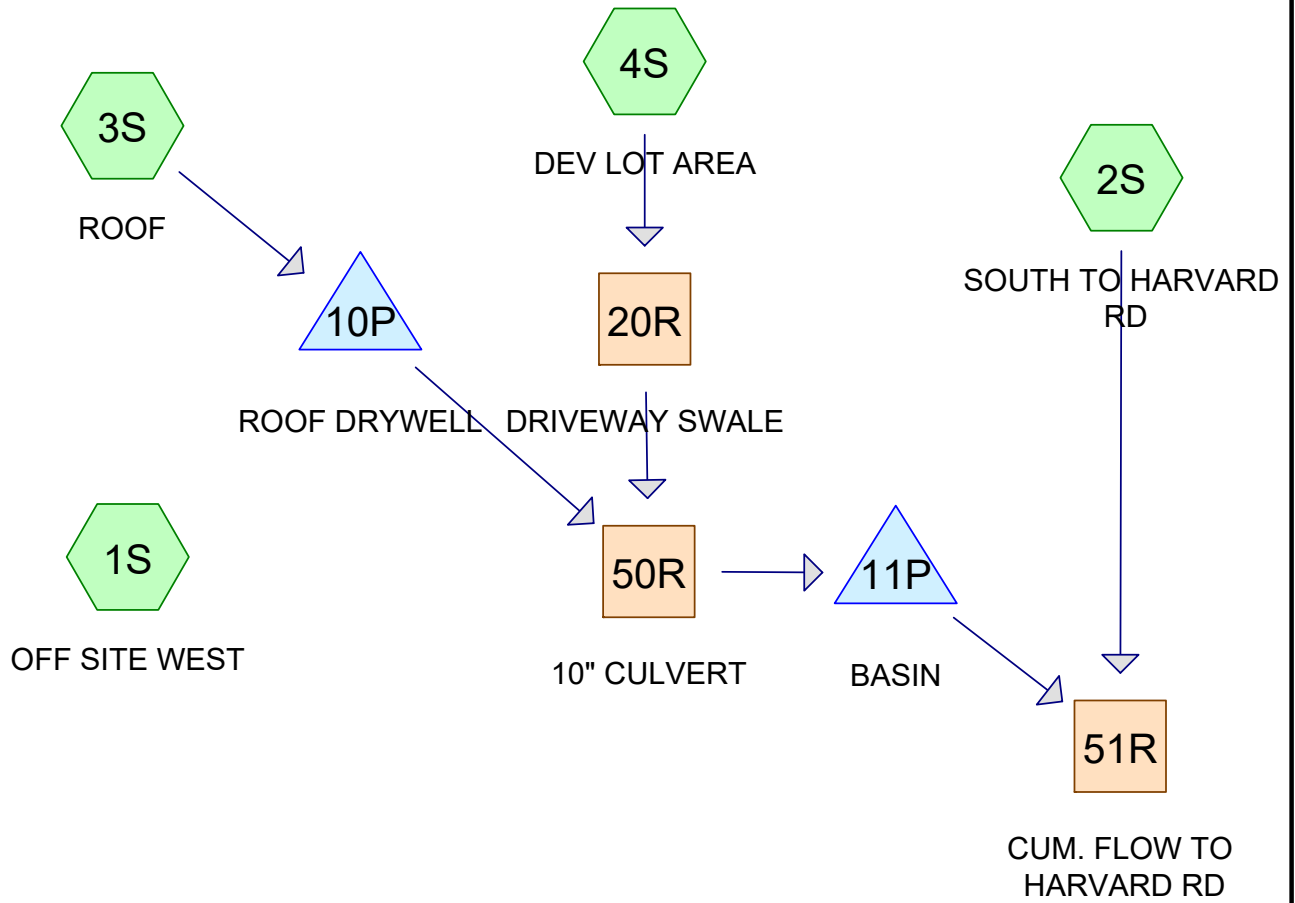 4S
DEV LOT AREA
3S
ROOF
2S
SOUTH TO HARVARD
RD
10P
ROOF DRYWELL
20R
DRIVEWAY SWALE
1S
OFF SITE WEST
50R
10" CULVERT
11P
BASIN
51R
CUM. FLOW TO
HARVARD RD